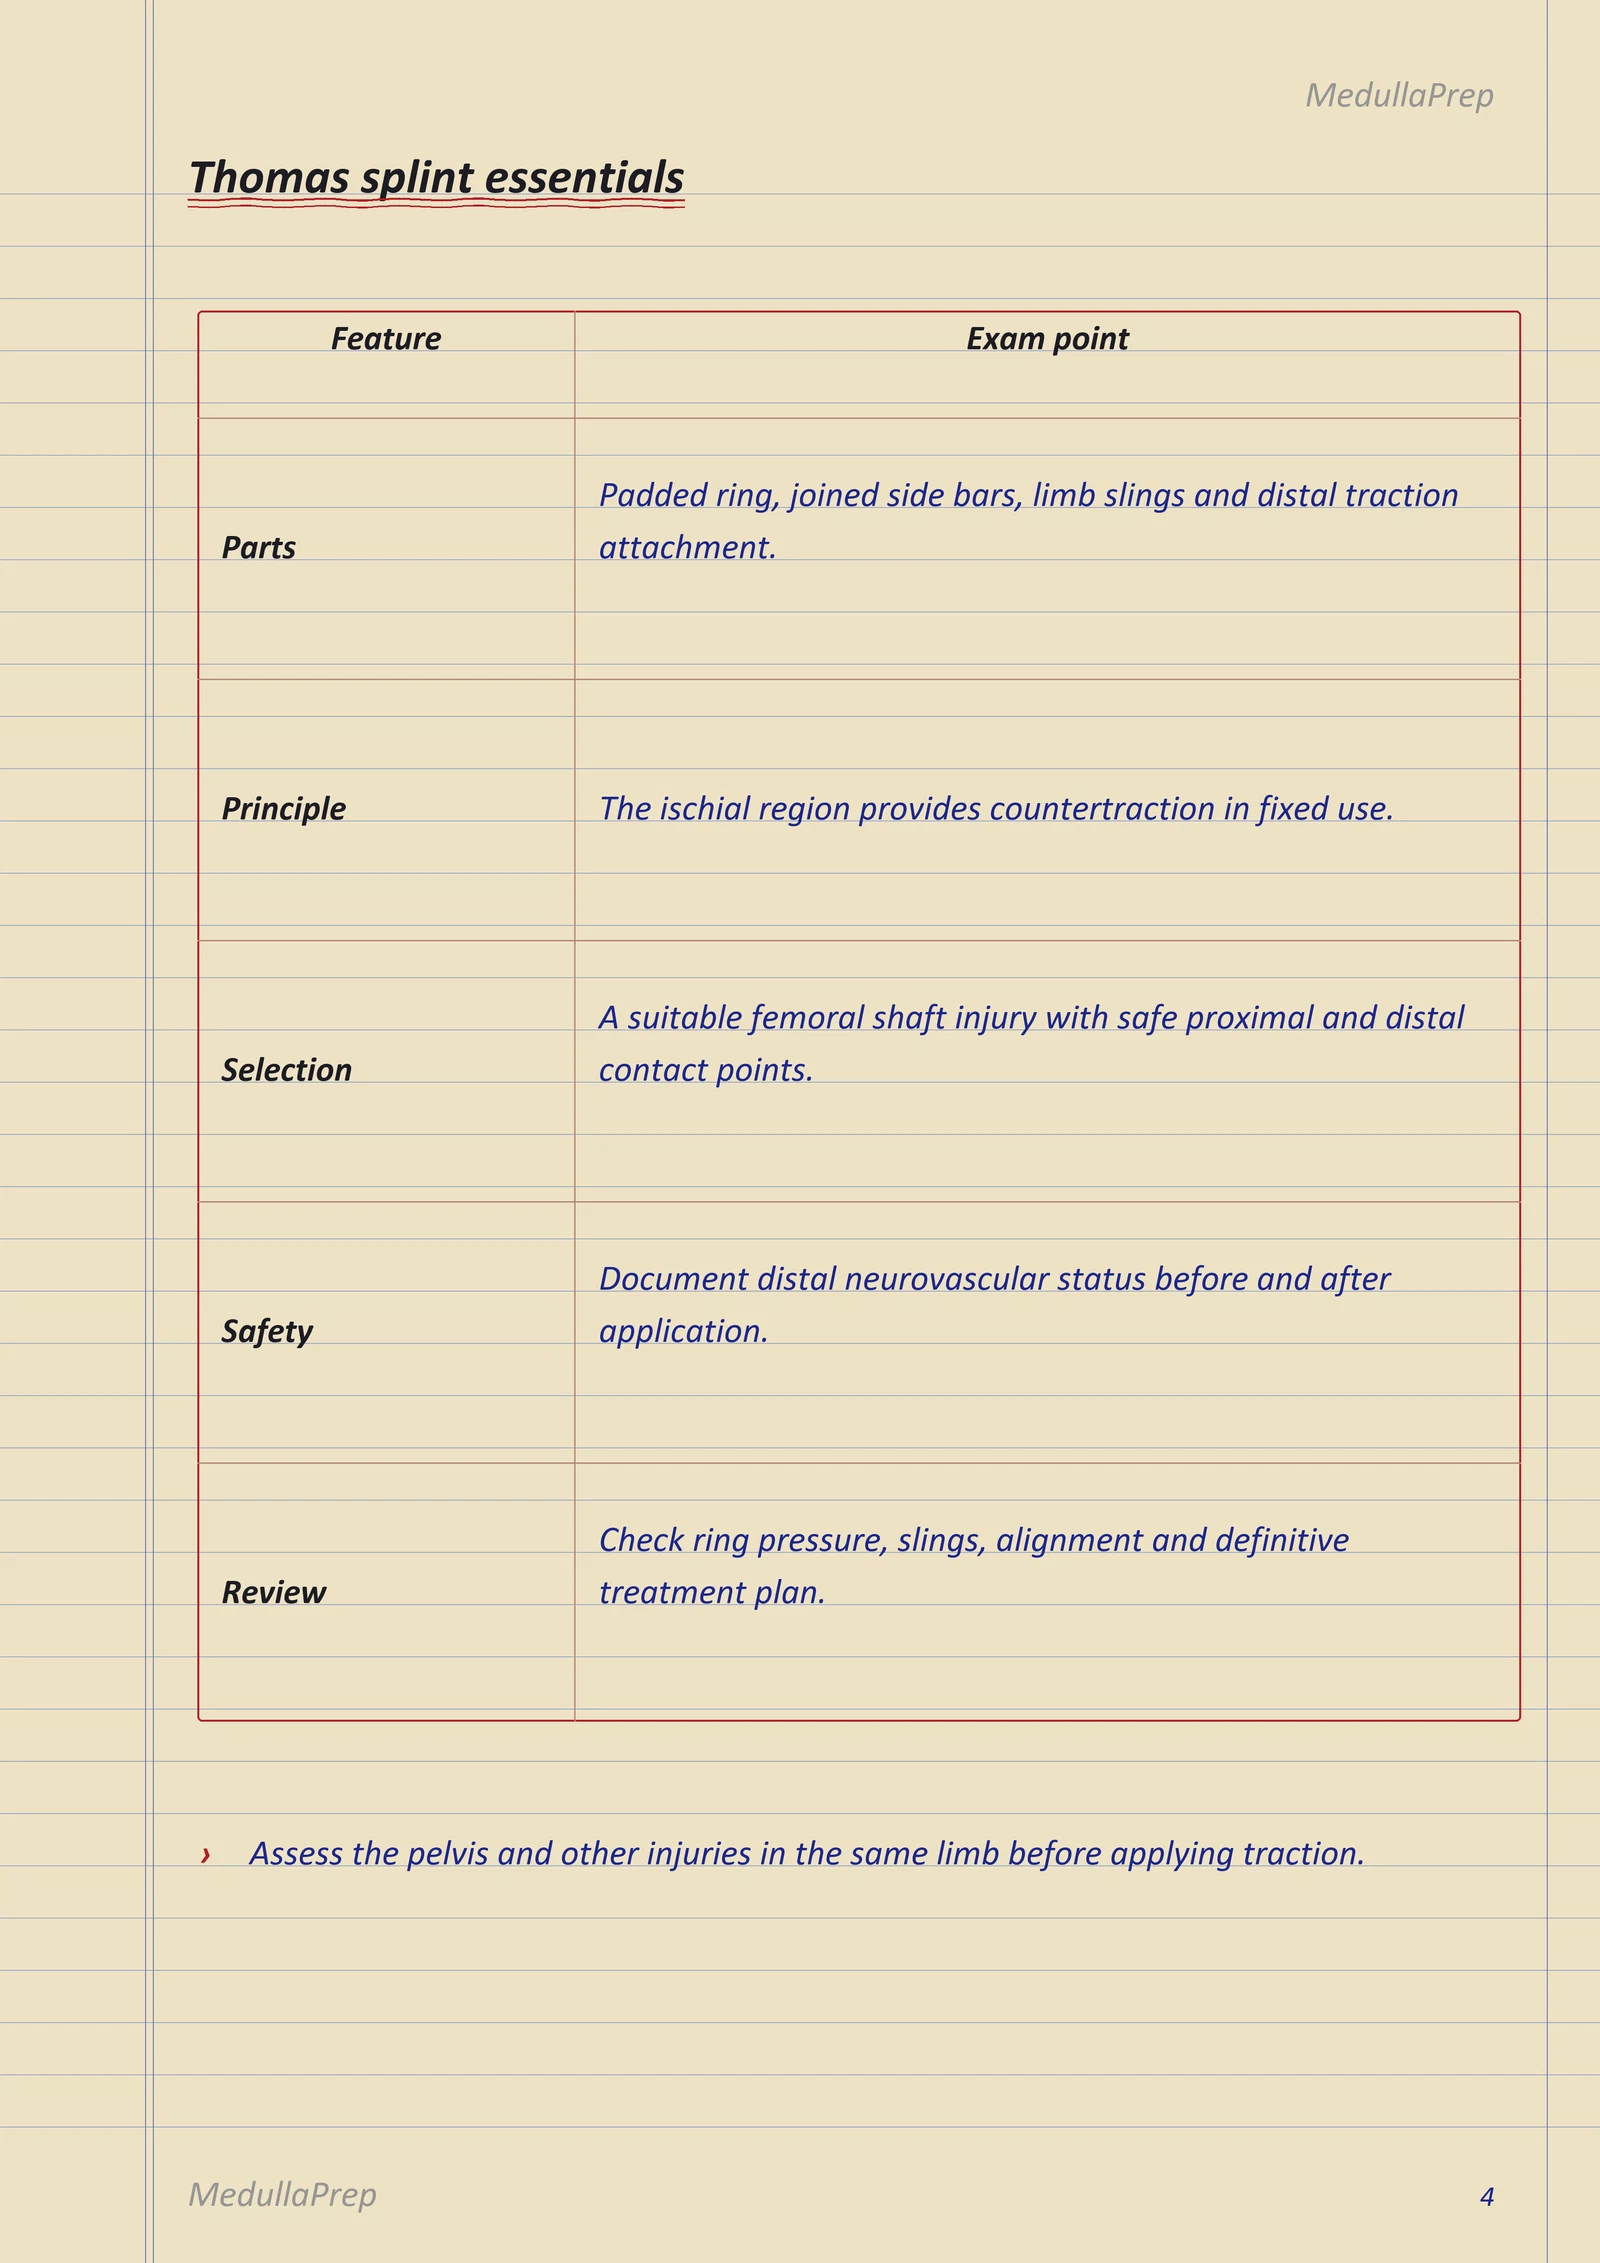 MedullaPrep
Thomas splint essentials
Feature Exam point
Padded ring, joined side bars, limb slings and distal traction
Parts attachment.
Principle The ischial region provides countertraction in fixed use.
A suitable femoral shaft injury with safe proximal and distal
Selection contact points.
Document distal neurovascular status before and after
Safety application.
Check ring pressure, slings, alignment and definitive
Review treatment plan.
› Assess the pelvis and other injuries in the same limb before applying traction.
MedullaPrep 4